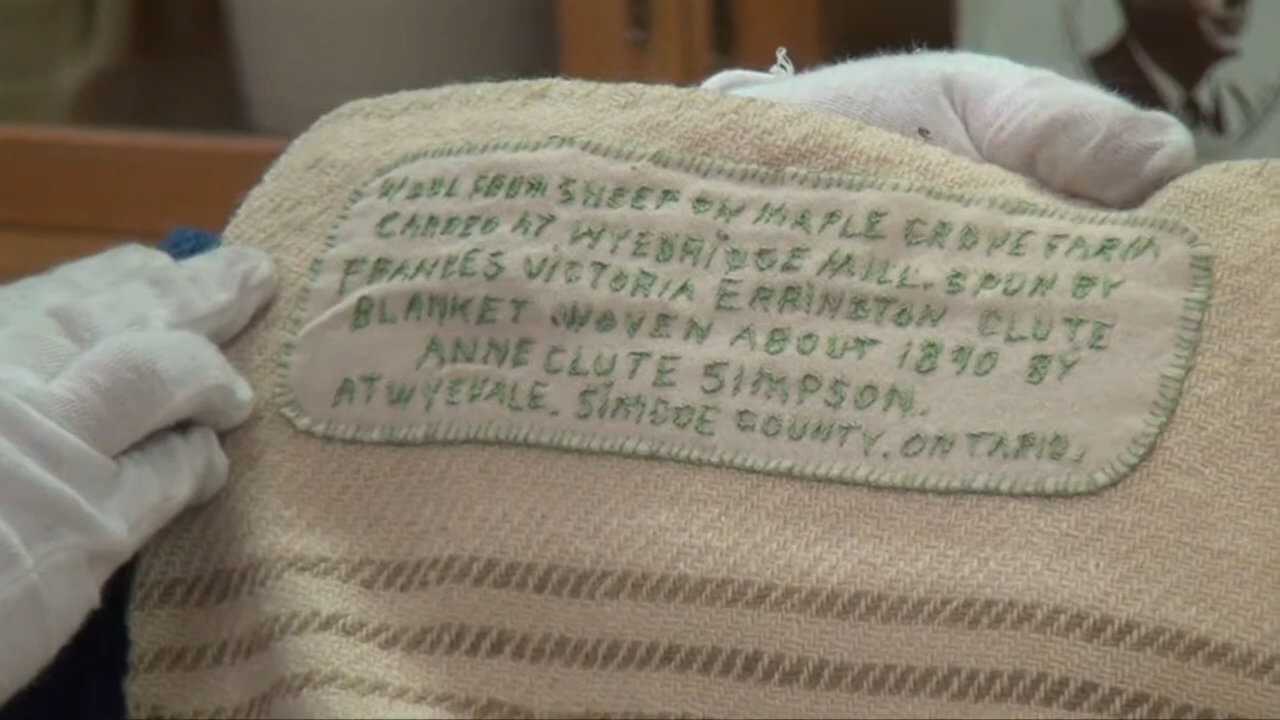 WOOL FROM SHEEP ON MAPLE GROVE FARM
CARDED AT WYEBRIDGE MILL. SPUN BY
FRANCES VICTORIA ERRINGTON CLUTE
BLANKET WOVEN ABOUT 1890 BY
ANNE CLUTE SIMPSON.
AT WYEVALE. SIMCOE COUNTY. ONTARIO.